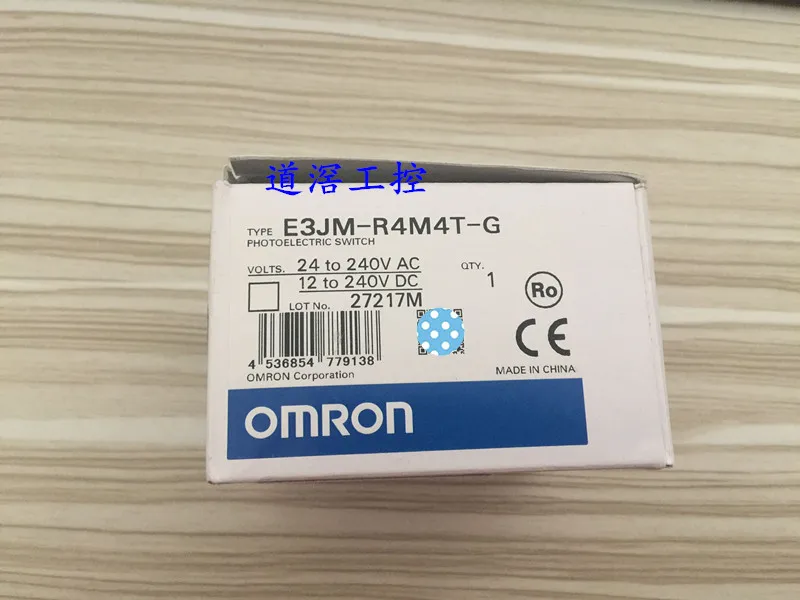 道滘工控
TYPE E3JM-R4M4T-G
PHOTOELECTRIC SWITCH
VOLTS. 24 to 240V AC
12 to 240V DC
QTY. 1
Ro
LOT No. 27217M
4 536854 779138
CE
OMRON Corporation
MADE IN CHINA
OMRON